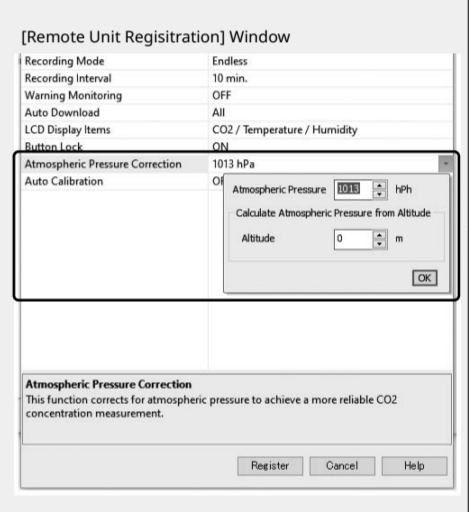 [Remote Unit Regisitration] Window
Recording Mode Endless
Recording Interval 10 min.
Warning Monitoring OFF
Auto Download All
LCD Display Items CO2 / Temperature / Humidity
Button Lock ON
Atmospheric Pressure Correction 1013 hPa
Auto Calibration
Atmospheric Pressure 1013 hPh
Calculate Atmospheric Pressure from Altitude
Altitude 0 m
OK
Atmospheric Pressure Correction
This function corrects for atmospheric pressure to achieve a more reliable CO2
concentration measurement.
Register Cancel Help